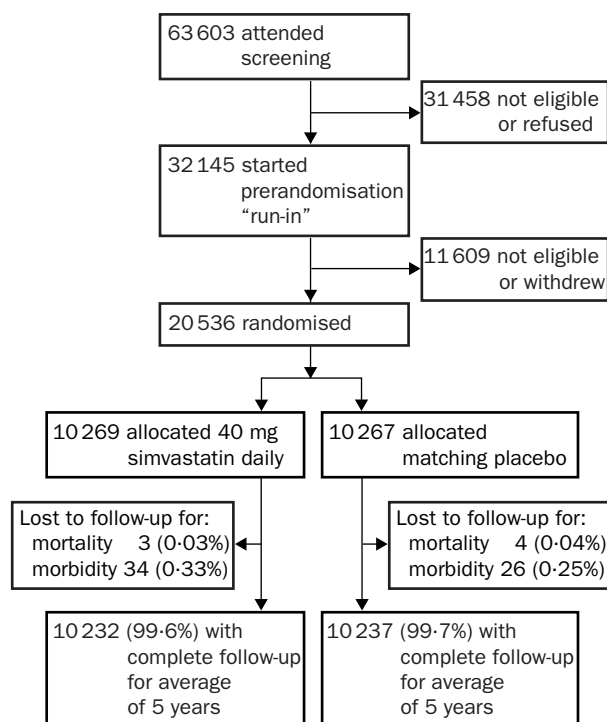 63 603 attended
screening
31 458 not eligible
or refused
32 145 started
prerandomisation
“run-in”
11 609 not eligible
or withdrew
20 536 randomised
10 269 allocated 40 mg
simvastatin daily
10 267 allocated
matching placebo
Lost to follow-up for:
mortality 3 (0·03%)
morbidity 34 (0·33%)
Lost to follow-up for:
mortality 4 (0·04%)
morbidity 26 (0·25%)
10 232 (99·6%) with
complete follow-up
for average
of 5 years
10 237 (99·7%) with
complete follow-up
for average
of 5 years